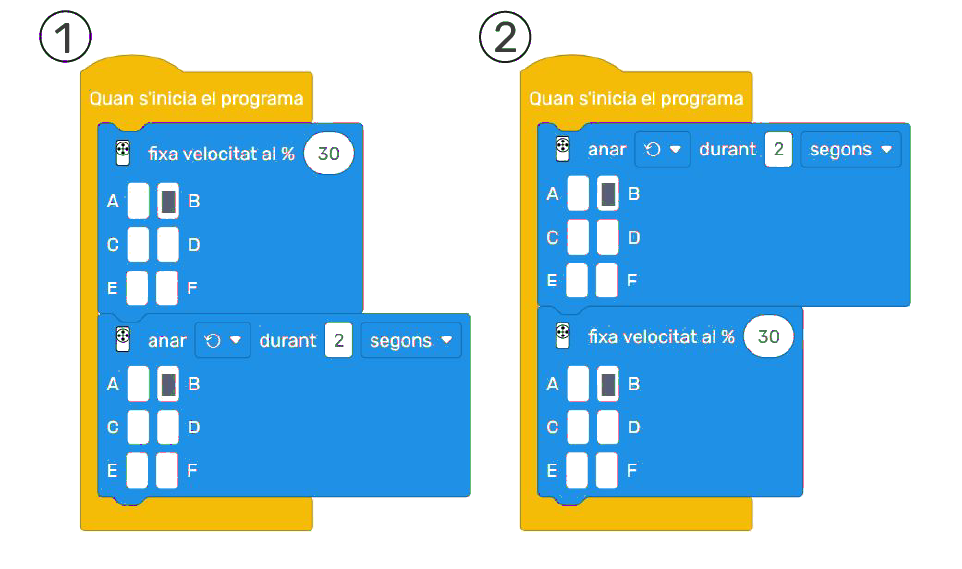 1
Quan s'inicia el programa
fixa velocitat al % 30
A B
C D
E F
anar durant 2 segons
A B
C D
E F
2
Quan s'inicia el programa
anar durant 2 segons
A B
C D
E F
fixa velocitat al % 30
A B
C D
E F